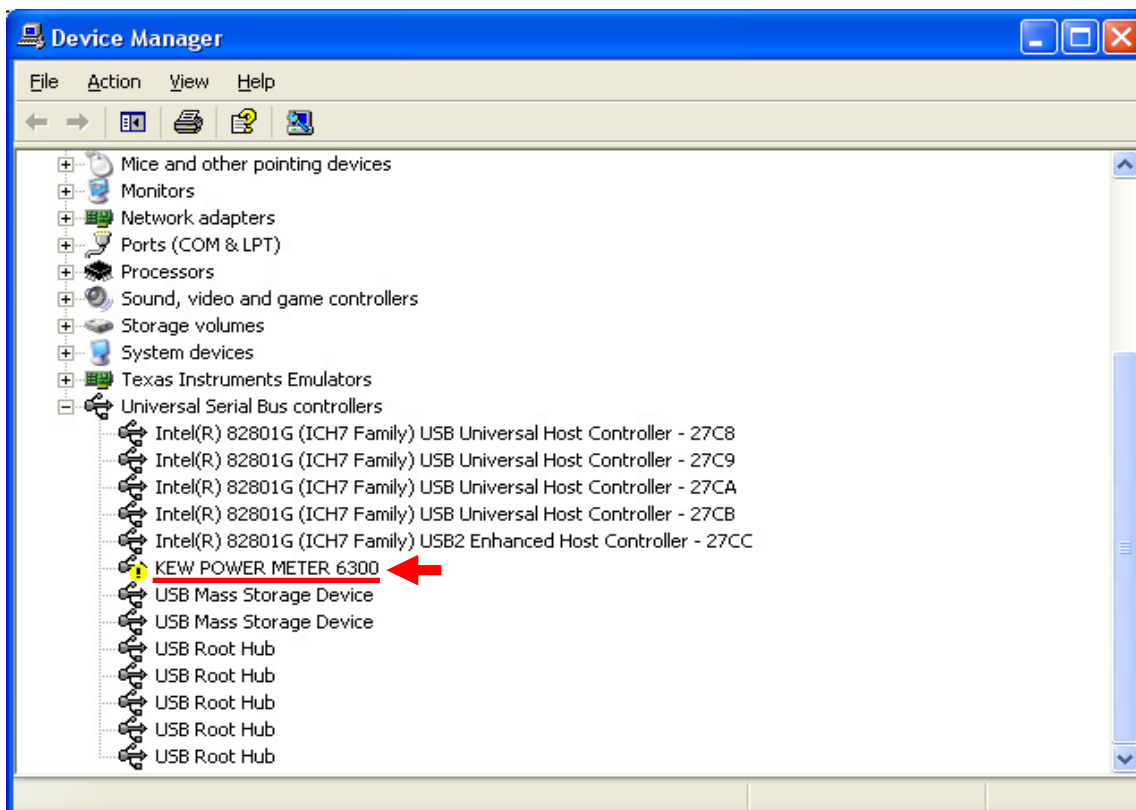 Device Manager
File Action View Help
Mice and other pointing devices
Monitors
Network adapters
Ports (COM & LPT)
Processors
Sound, video and game controllers
Storage volumes
System devices
Texas Instruments Emulators
Universal Serial Bus controllers
Intel(R) 82801G (ICH7 Family) USB Universal Host Controller - 27C8
Intel(R) 82801G (ICH7 Family) USB Universal Host Controller - 27C9
Intel(R) 82801G (ICH7 Family) USB Universal Host Controller - 27CA
Intel(R) 82801G (ICH7 Family) USB Universal Host Controller - 27CB
Intel(R) 82801G (ICH7 Family) USB2 Enhanced Host Controller - 27CC
KEW POWER METER 6300
USB Mass Storage Device
USB Mass Storage Device
USB Root Hub
USB Root Hub
USB Root Hub
USB Root Hub
USB Root Hub